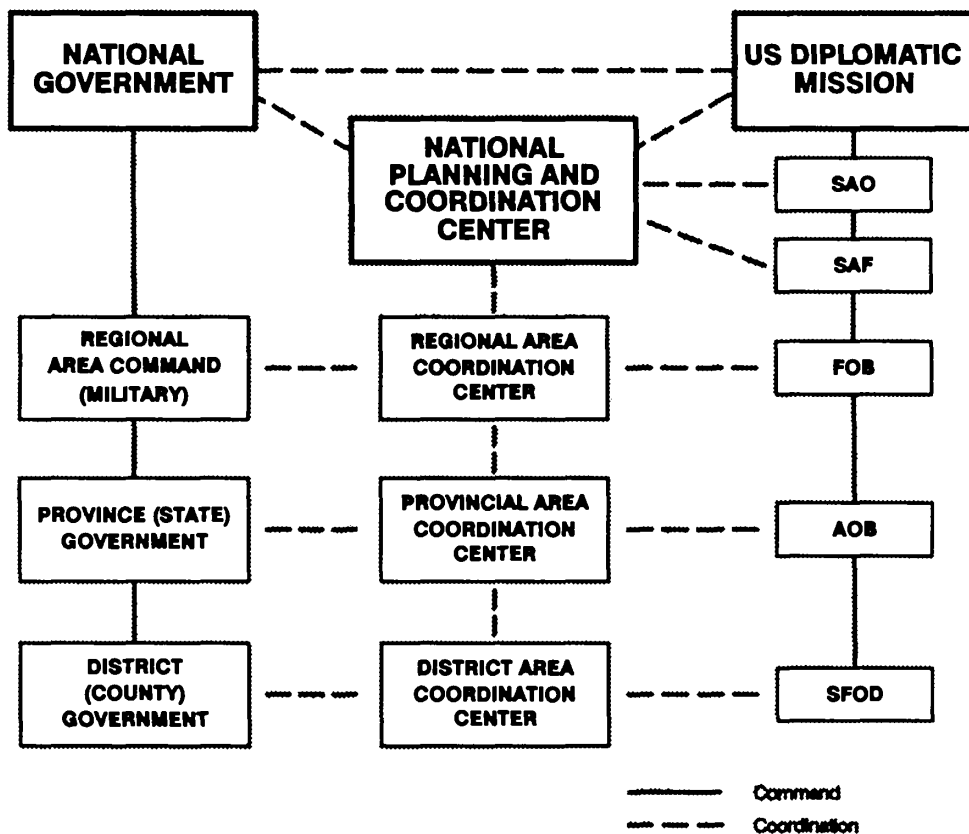 NATIONAL
GOVERNMENT
US DIPLOMATIC
MISSION
NATIONAL
PLANNING AND
COORDINATION
CENTER
SAO
SAF
REGIONAL
AREA COMMAND
(MILITARY)
REGIONAL AREA
COORDINATION
CENTER
FOB
PROVINCE (STATE)
GOVERNMENT
PROVINCIAL AREA
COORDINATION
CENTER
AOB
DISTRICT
(COUNTY)
GOVERNMENT
DISTRICT AREA
COORDINATION
CENTER
SFOD
Command
Coordination